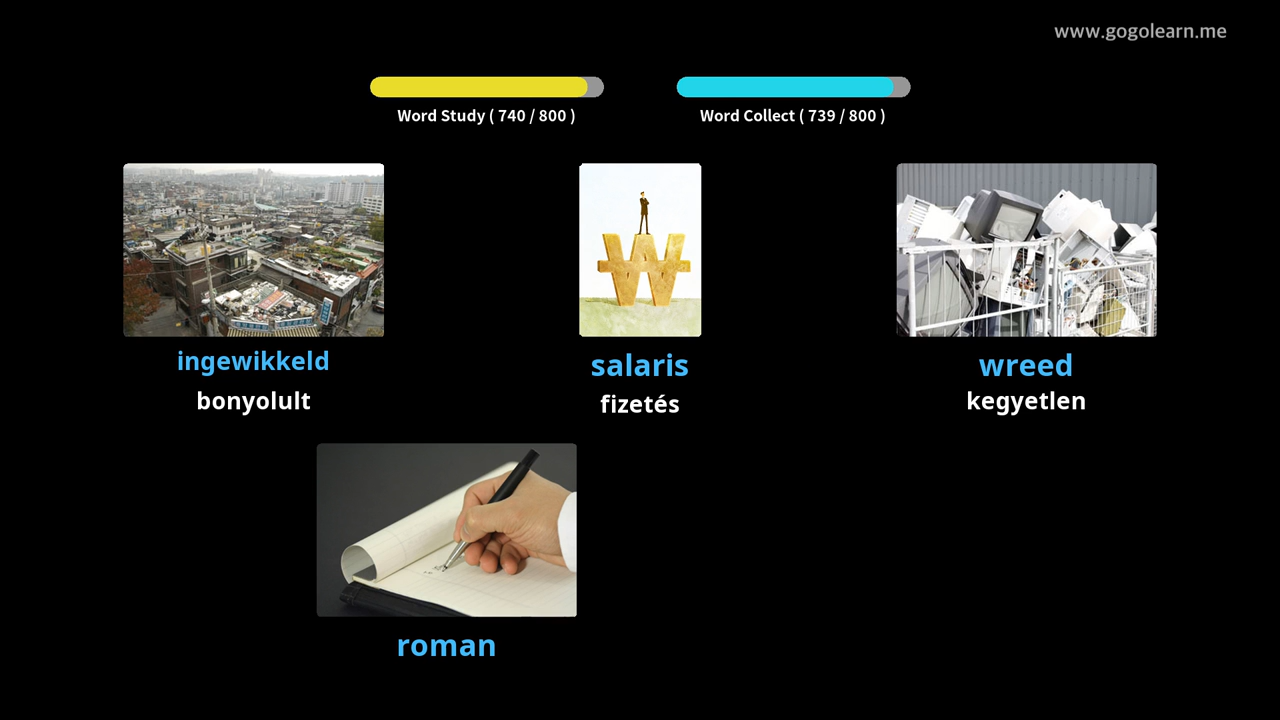 www.gogolearn.me
Word Study ( 740 / 800 )
Word Collect ( 739 / 800 )
ingewikkeld
bonyolult
salaris
fizetés
wreed
kegyetlen
roman